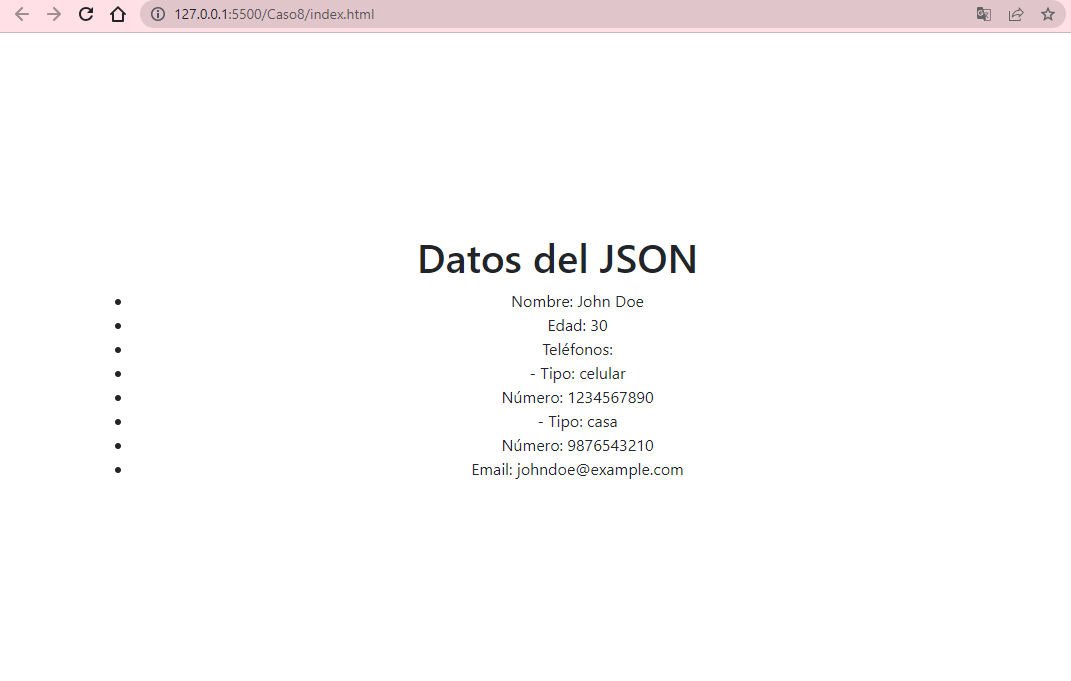 127.0.0.1:5500/Caso8/index.html
Datos del JSON
• Nombre: John Doe
• Edad: 30
• Teléfonos:
• - Tipo: celular
• Número: 1234567890
• - Tipo: casa
• Número: 9876543210
• Email: johndoe@example.com